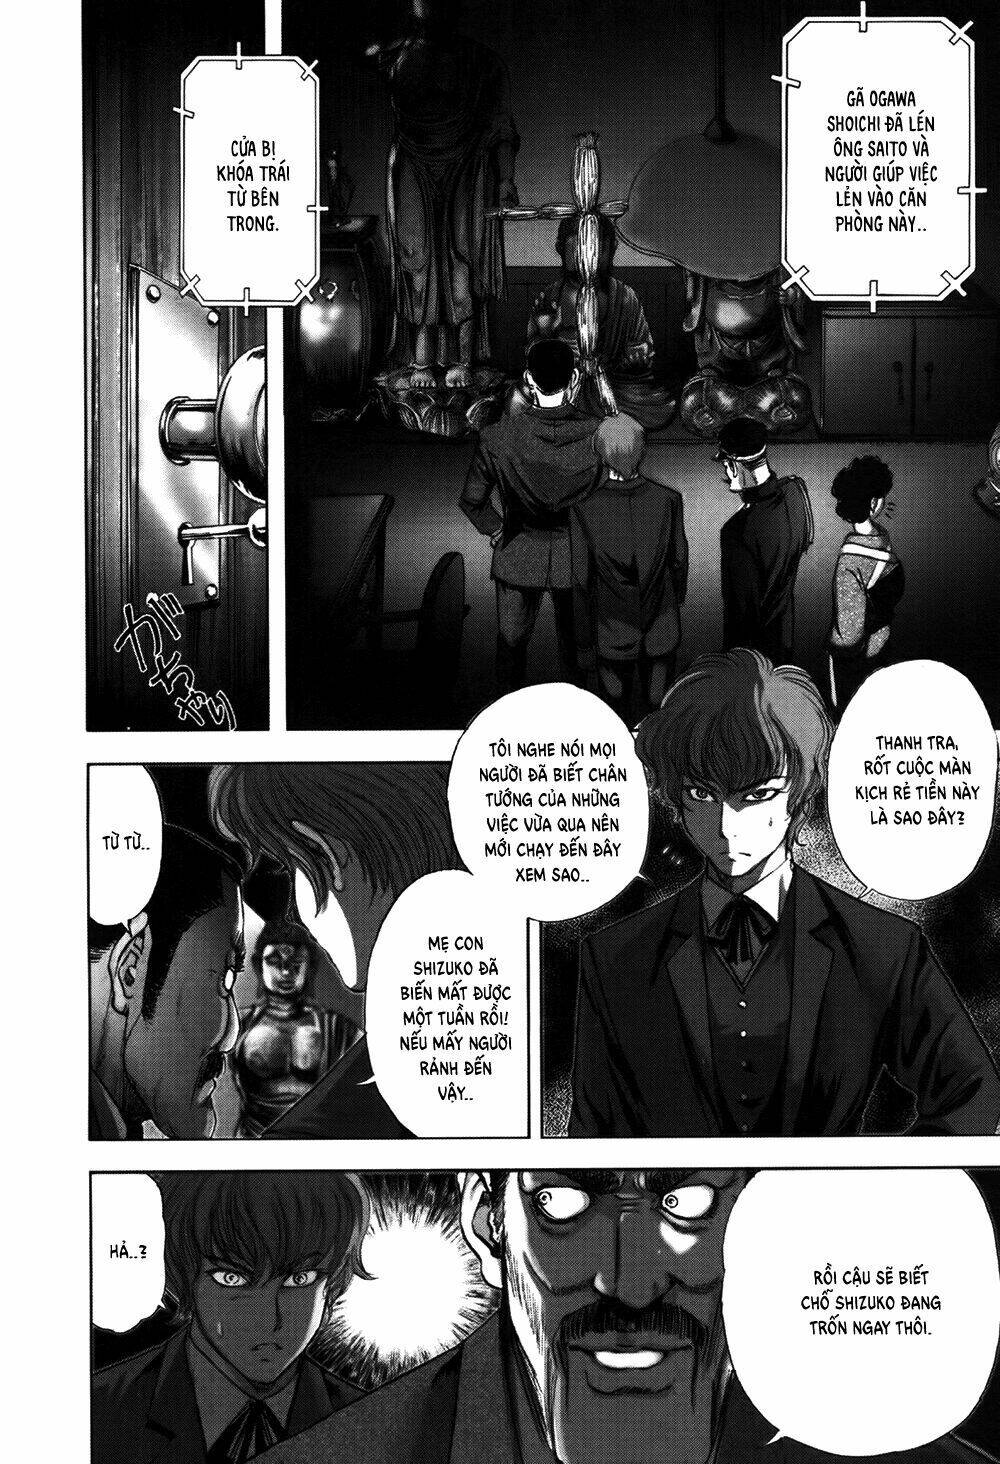 GÃ OGAWA
SHOICHI ĐÃ LÉN
ÔNG SAITO VÀ
NGƯỜI GIÚP VIỆC
LẺN VÀO CĂN
PHÒNG NÀY..
CỬA BỊ
KHÓA TRÁI
TỪ BÊN
TRONG.
がちゃり
THANH TRA,
RỐT CUỘC MÀN
KỊCH RẺ TIỀN NÀY
LÀ SAO ĐÂY?
TÔI NGHE NÓI MỌI
NGƯỜI ĐÃ BIẾT CHÂN
TƯỚNG CỦA NHỮNG
VIỆC VỪA QUA NÊN
MỚI CHẠY ĐẾN ĐÂY
XEM SAO..
MẸ CON
SHIZUKO ĐÃ
BIẾN MẤT ĐƯỢC
MỘT TUẦN RỒI!
NẾU MẤY NGƯỜI
RẢNH ĐẾN
VẬY..
TỪ TỪ..
RỒI CẬU SẼ BIẾT
CHỖ SHIZUKO ĐANG
TRỐN NGAY THÔI.
HẢ..?